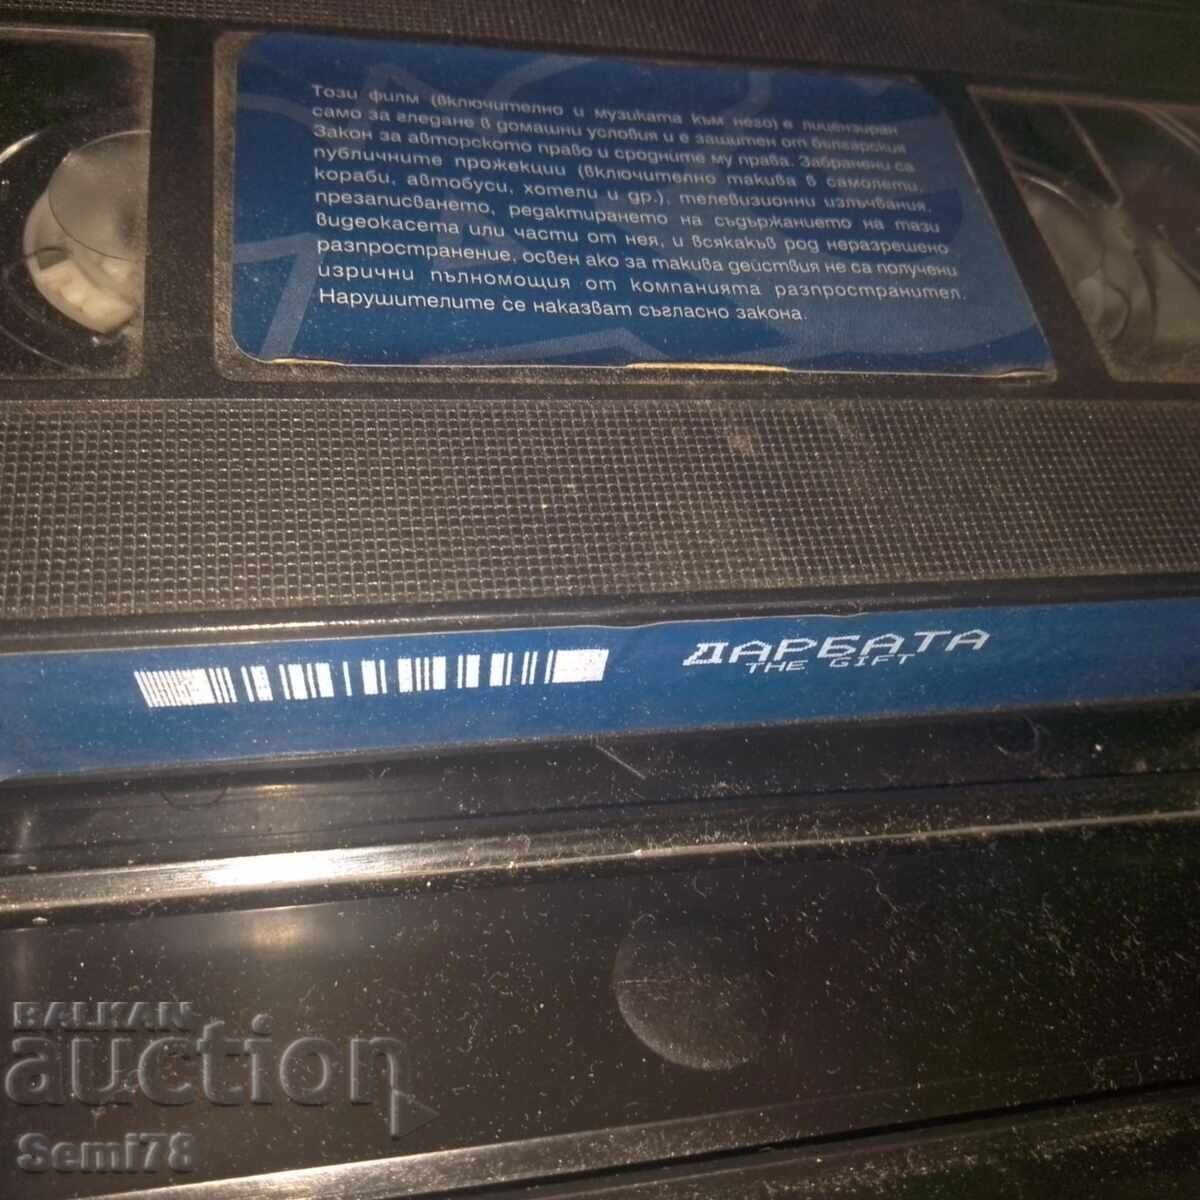 Този филм (включително и музиката към него) е лицензиран
само за гледане в домашни условия и е защитен от българския
Закон за авторското право и сродните му права. Забранени са
публичните прожекции (включително такива в самолети,
кораби, автобуси, хотели и др.), телевизионни излъчвания,
презаписването, редактирането на съдържанието на тази
видеокасета или части от нея, и всякакъв род неразрешено
разпространение, освен ако за такива действия не са получени
изрични пълномощия от компанията разпространител.
Нарушителите се наказват съгласно закона.
ДАРБАТА
THE GIFT
BALKAN
auction
Semi78